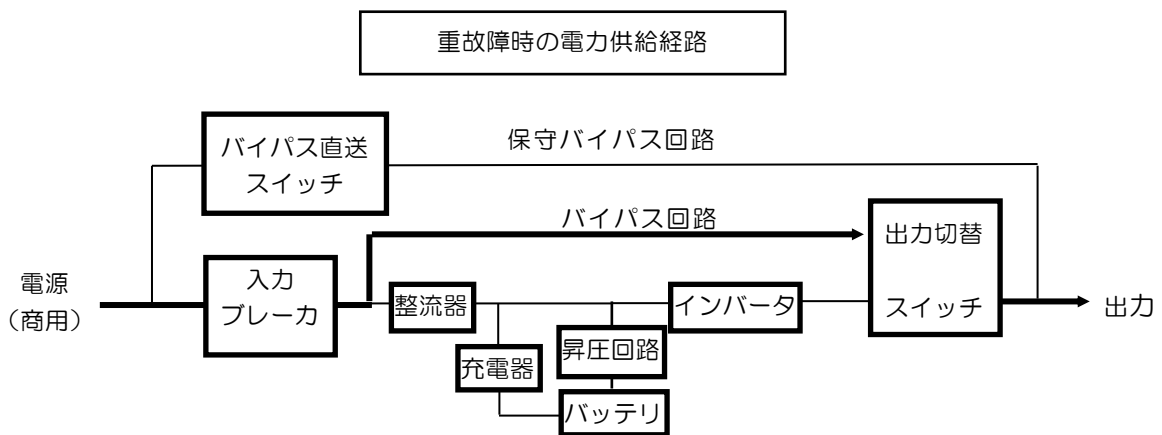 重故障時の電力供給経路
バイパス直送
スイッチ
保守バイパス回路
バイパス回路
出力切替
スイッチ
電源
（商用）
入力
ブレーカ
整流器
インバータ
出力
充電器
昇圧回路
バッテリ